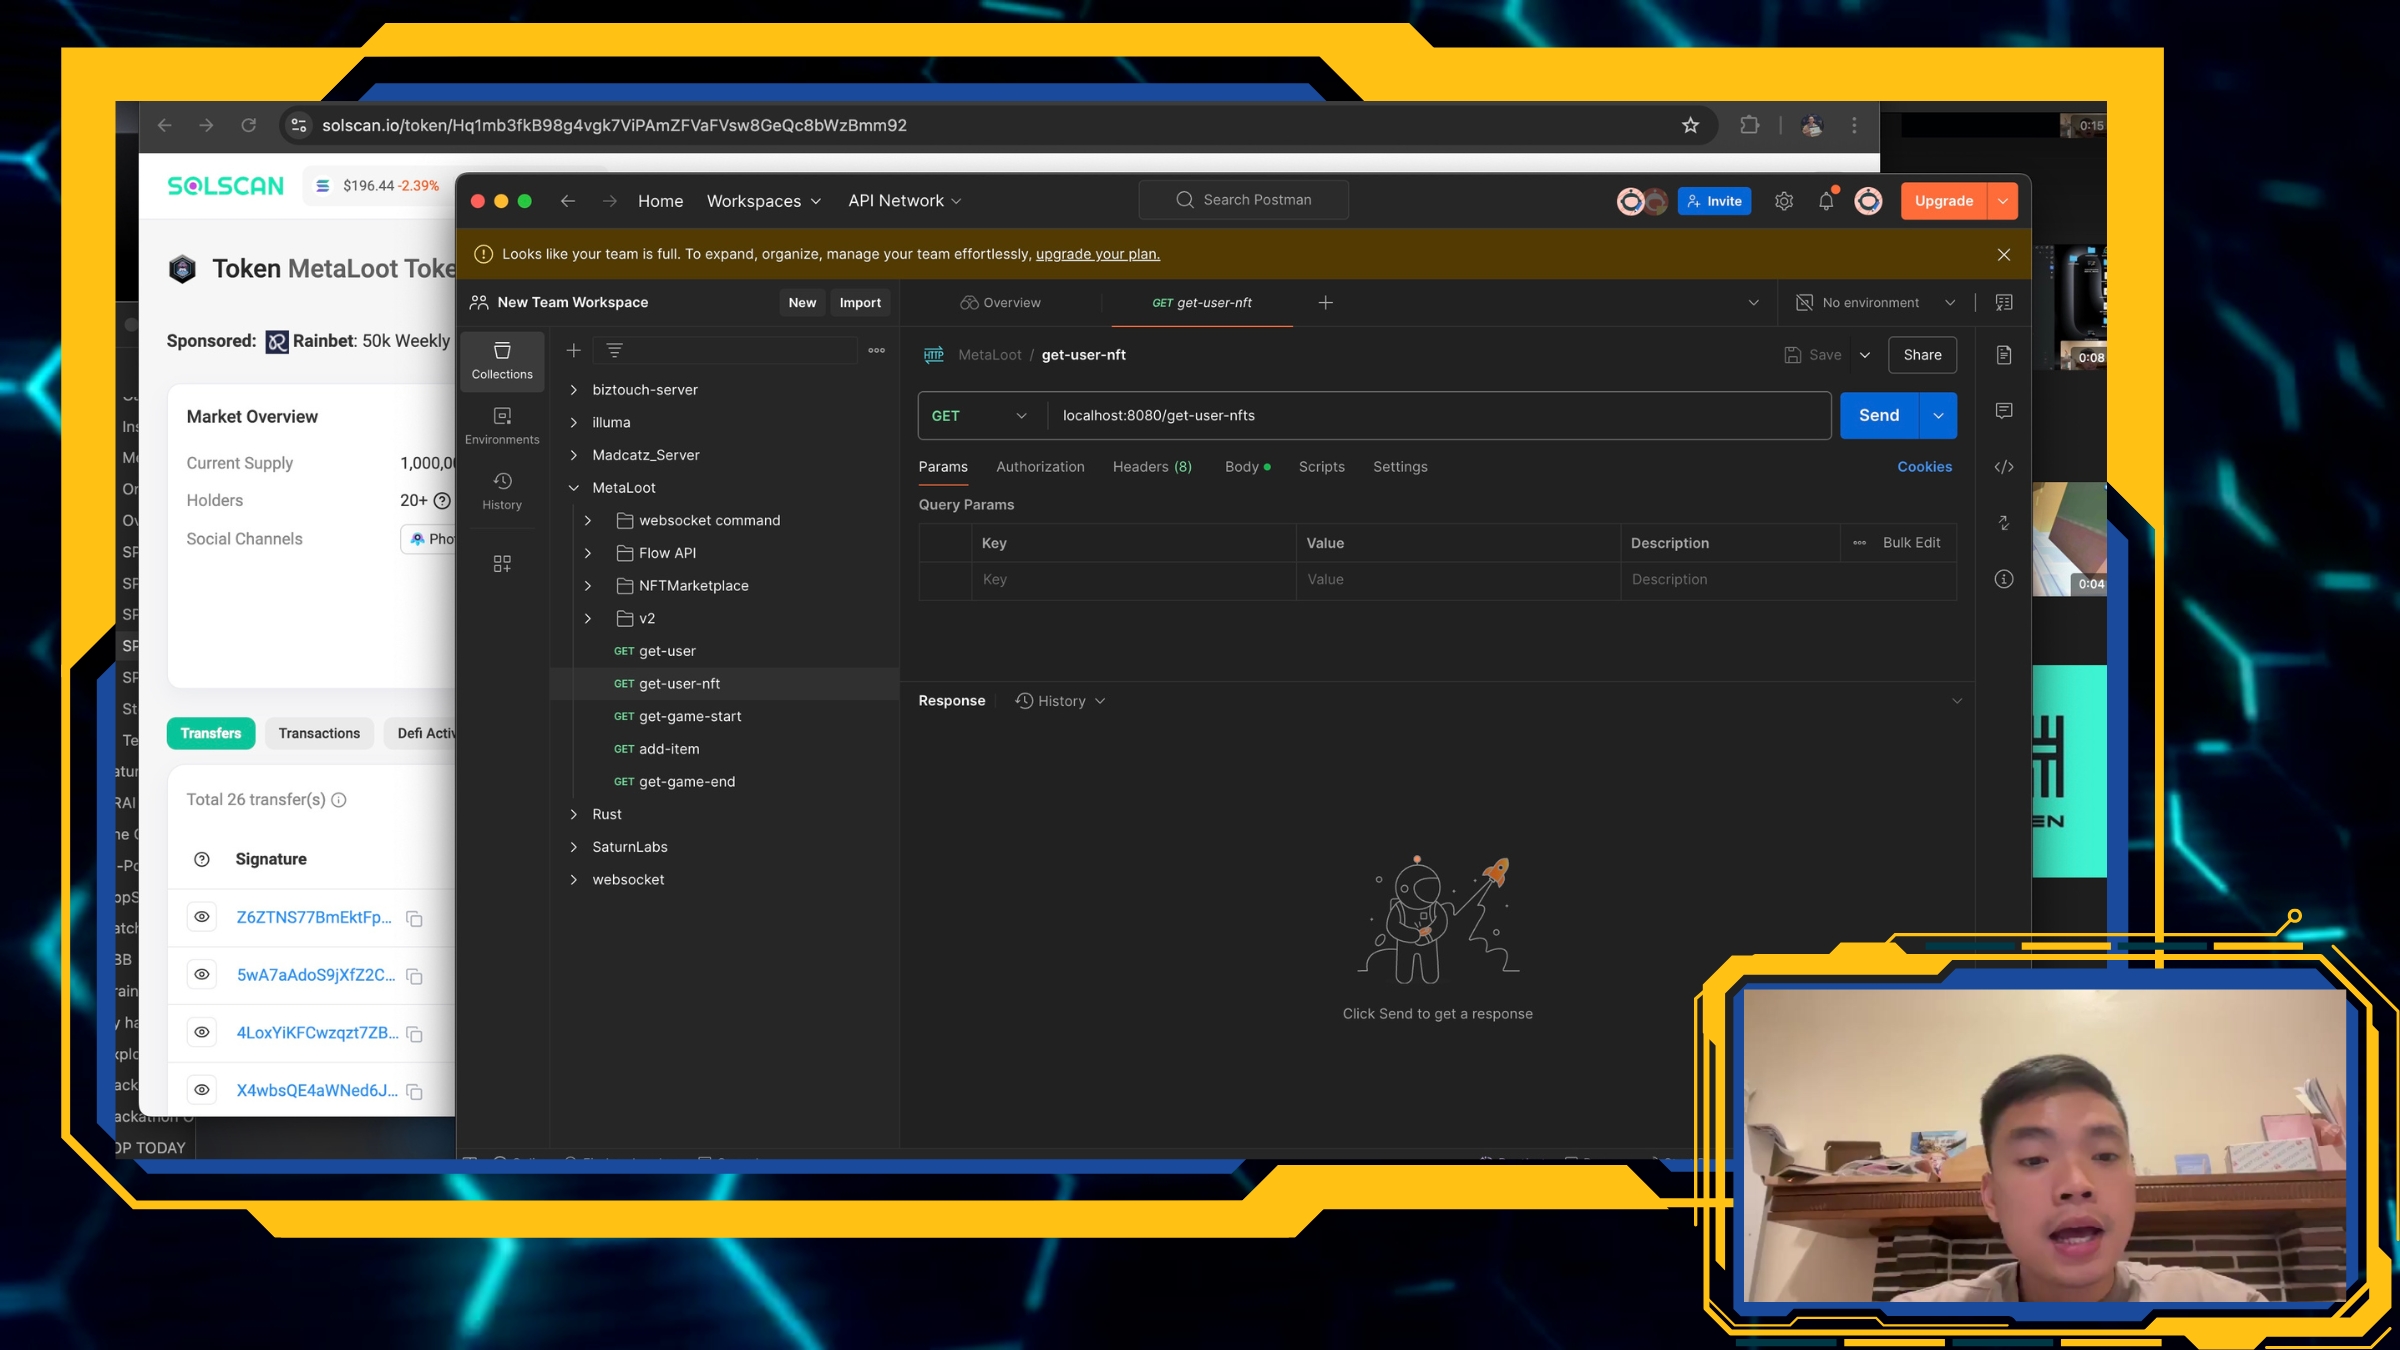 solscan.io/token/Hq1mb3fkB98g4vgk7ViPAmZFVaFVsw8GeQc8bWzBmm92
0:15
SOLSCAN
$196.44 -2.39%
Token MetaLoot Toke
Sponsored: Rainbet: 50k Weekly
Market Overview
Current Supply 1,000,0
Holders 20+
Social Channels Pho
Transfers Transactions Defi Activ
Total 26 transfer(s)
Signature
Z6ZTNS77BmEktFp...
5wA7aAdoS9jXfZ2C...
4LoxYiKFCwzqzt7ZB...
X4wbsQE4aWNed6J...
OP TODAY
Home Workspaces API Network
Search Postman
Invite
Upgrade
Looks like your team is full. To expand, organize, manage your team effortlessly, upgrade your plan.
New Team Workspace New Import
Overview GET get-user-nft No environment
Collections
Environments
History
biztouch-server
illuma
Madcatz_Server
MetaLoot
websocket command
Flow API
NFTMarketplace
v2
GET get-user
GET get-user-nft
GET get-game-start
GET add-item
GET get-game-end
Rust
SaturnLabs
websocket
HTTP MetaLoot / get-user-nft Save Share
GET localhost:8080/get-user-nfts Send
Params Authorization Headers (8) Body Scripts Settings Cookies
Query Params
Key Value Description Bulk Edit
Key Value Description
Response History
Click Send to get a response
0:08
0:04
EN